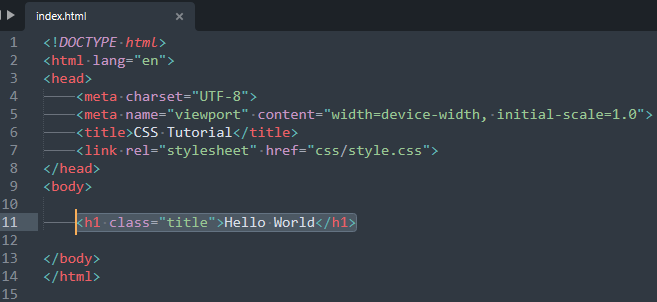 index.html
1 <!DOCTYPE html>
2 <html lang="en">
3 <head>
4 <meta charset="UTF-8">
5 <meta name="viewport" content="width=device-width, initial-scale=1.0">
6 <title>CSS Tutorial</title>
7 <link rel="stylesheet" href="css/style.css">
8 </head>
9 <body>
10
11 <h1 class="title">Hello World</h1>
12
13 </body>
14 </html>
15